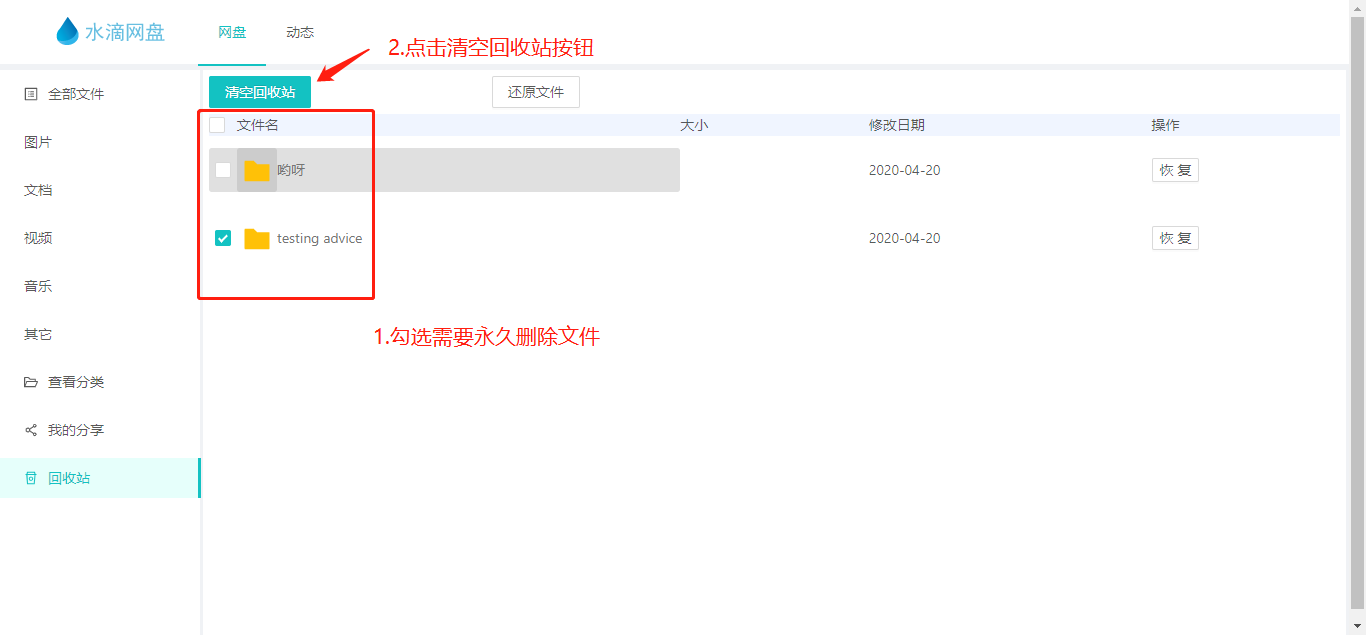 水滴网盘
网盘
动态
2.点击清空回收站按钮
全部文件
图片
文档
视频
音乐
其它
查看分类
我的分享
回收站
清空回收站
还原文件
文件名 大小 修改日期 操作
哟呀 2020-04-20 恢 复
testing advice 2020-04-20 恢 复
1.勾选需要永久删除文件